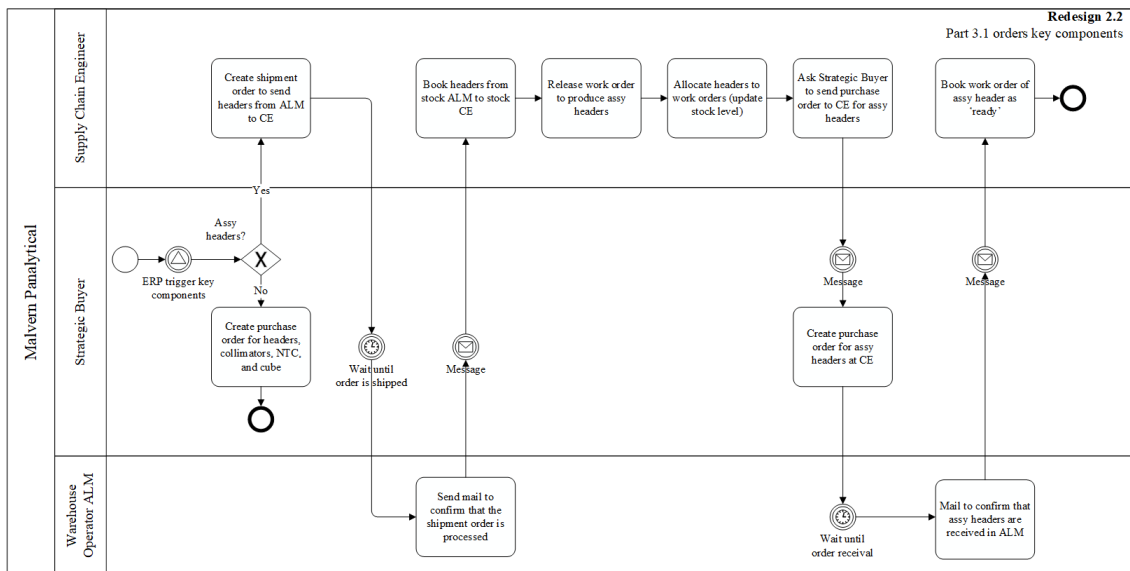 Redesign 2.2
Part 3.1 orders key components
Malvern Panalytical
Supply Chain Engineer
Create shipment
order to send
headers from ALM
to CE
Book headers from
stock ALM to stock
CE
Release work order
to produce assy
headers
Allocate headers to
work orders (update
stock level)
Ask Strategic Buyer
to send purchase
order to CE for assy
headers
Book work order of
assy header as
‘ready’
Strategic Buyer
Yes
Assy
headers?
X
ERP trigger key
components
No
Create purchase
order for headers,
collimators, NTC,
and cube
Wait until
order is shipped
Message
Message
Create purchase
order for assy
headers at CE
Message
Warehouse
Operator ALM
Send mail to
confirm that the
shipment order is
processed
Wait until
order receival
Mail to confirm that
assy headers are
received in ALM